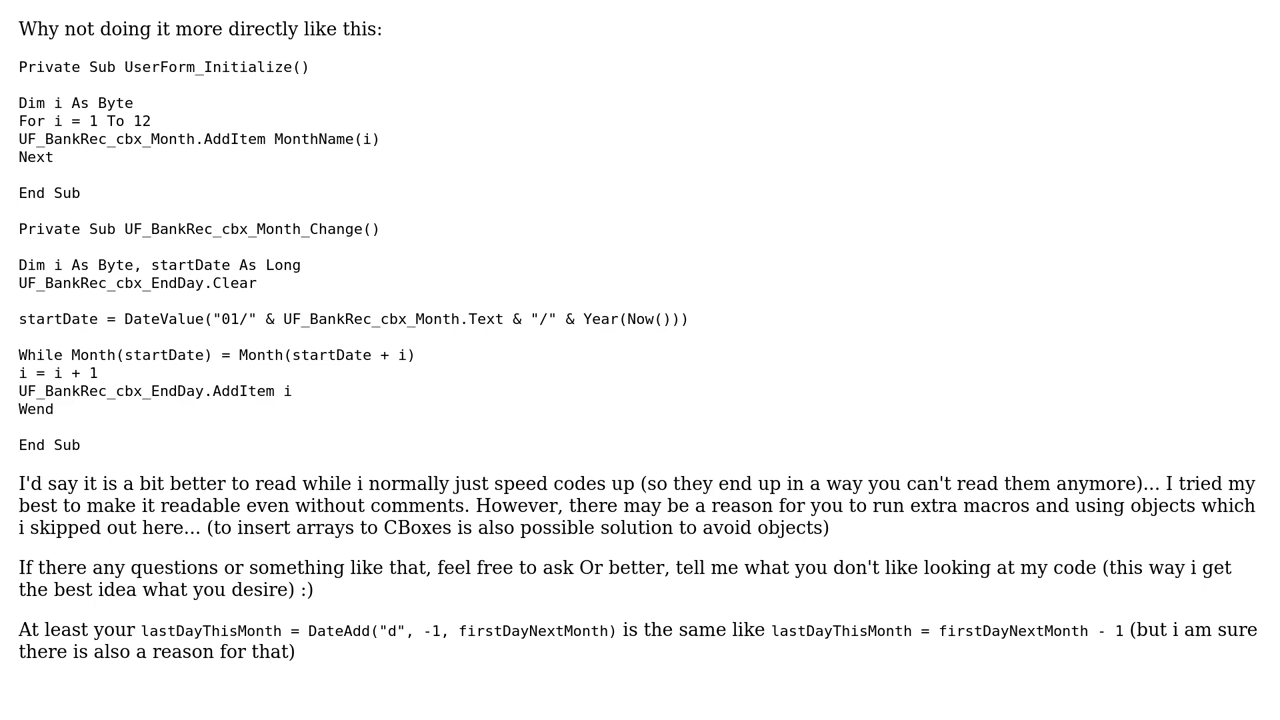 Why not doing it more directly like this:
Private Sub UserForm_Initialize()
Dim i As Byte
For i = 1 To 12
UF_BankRec_cbx_Month.AddItem MonthName(i)
Next
End Sub
Private Sub UF_BankRec_cbx_Month_Change()
Dim i As Byte, startDate As Long
UF_BankRec_cbx_EndDay.Clear
startDate = DateValue("01/" & UF_BankRec_cbx_Month.Text & "/" & Year(Now()))
While Month(startDate) = Month(startDate + i)
i = i + 1
UF_BankRec_cbx_EndDay.AddItem i
Wend
End Sub
I'd say it is a bit better to read while i normally just speed codes up (so they end up in a way you can't read them anymore)... I tried my
best to make it readable even without comments. However, there may be a reason for you to run extra macros and using objects which
i skipped out here... (to insert arrays to CBoxes is also possible solution to avoid objects)
If there any questions or something like that, feel free to ask Or better, tell me what you don't like looking at my code (this way i get
the best idea what you desire) :)
At least your lastDayThisMonth = DateAdd("d", -1, firstDayNextMonth) is the same like lastDayThisMonth = firstDayNextMonth - 1 (but i am sure
there is also a reason for that)